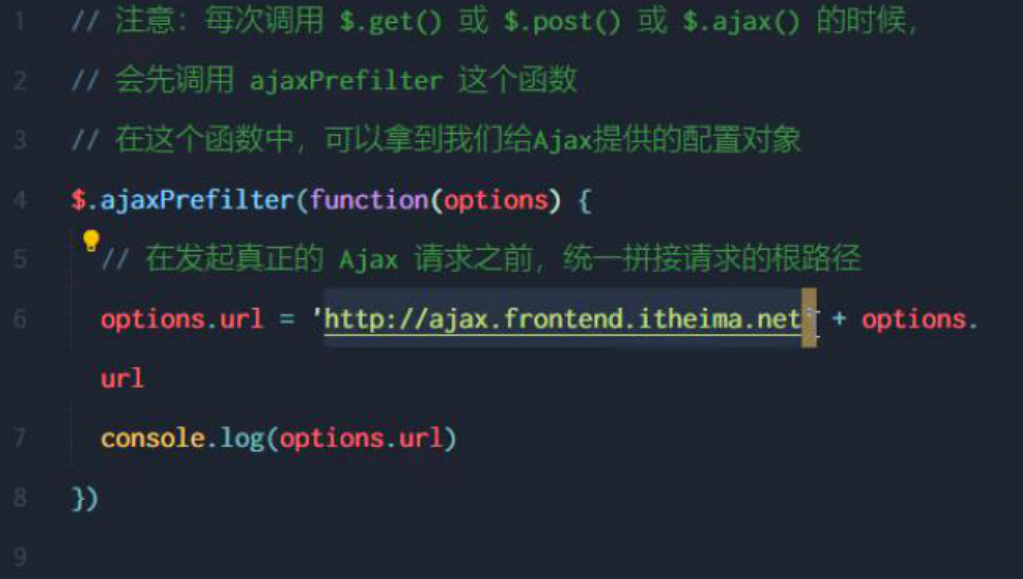 1 // 注意：每次调用 $.get() 或 $.post() 或 $.ajax() 的时候，
2 // 会先调用 ajaxPrefilter 这个函数
3 // 在这个函数中，可以拿到我们给Ajax提供的配置对象
4 $.ajaxPrefilter(function(options) {
5 // 在发起真正的 Ajax 请求之前，统一拼接请求的根路径
6 options.url = 'http://ajax.frontend.itheima.net' + options.
url
7 console.log(options.url)
8 })
9